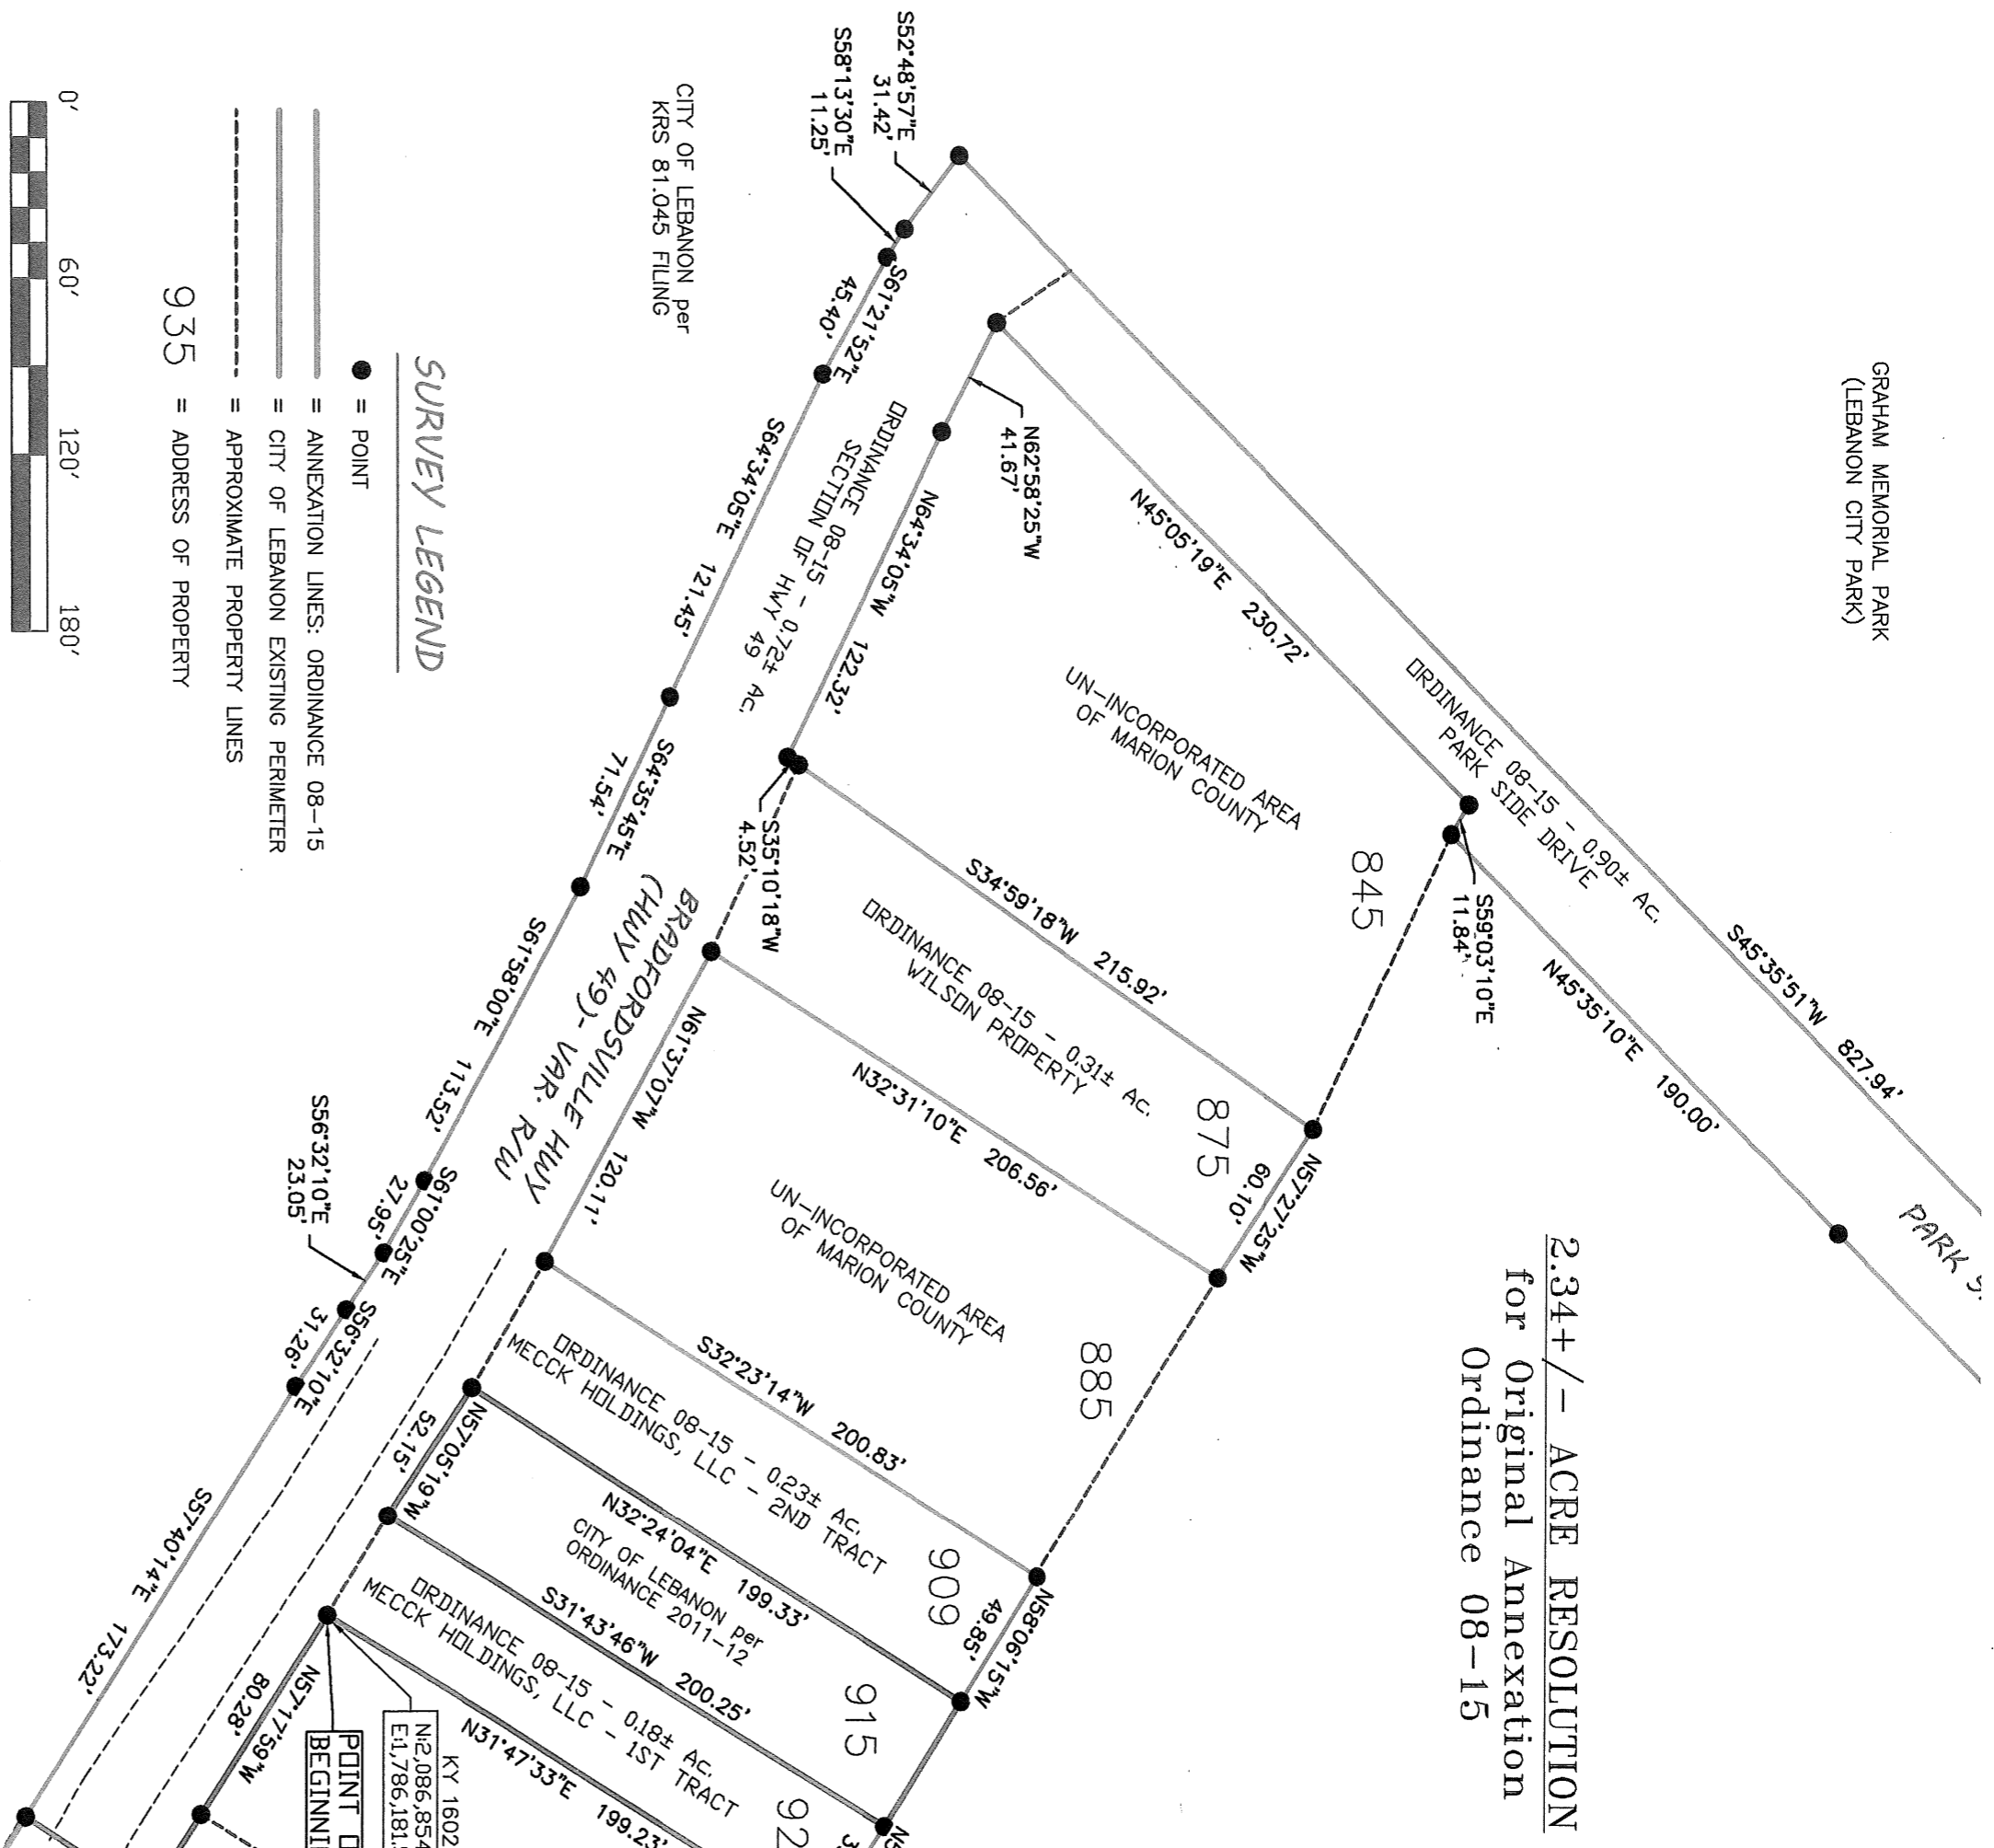 GRAHAM MEMORIAL PARK
(LEBANON CITY PARK)
2.34+/- ACRE RESOLUTION
for Original Annexation
Ordinance 08-15
S52°48'57"E
31.42'
S58°13'30"E
11.25'
CITY OF LEBANON per
KRS 81.045 FILING
S61°21'52"E
45.40'
S64°34'05"E 121.45'
S64°35'45"E
71.54'
S61°58'00"E 113.52'
S61°00'25"E
27.95'
S56°32'10"E
23.05'
S56°32'10"E
31.26'
S57°40'14"E 173.22'
ORDINANCE 08-15 - 0.72± Ac.
SECTION OF HWY 49
BRADFORDSVILLE HWY
(HWY 49)- VAR. R/W
N62°58'25"W
41.67'
N64°34'05"W 122.32'
S35°10'18"W
4.52'
N45°05'19"E 230.72'
ORDINANCE 08-15 - 0.90± Ac.
PARK SIDE DRIVE
S45°35'51"W 827.94'
S59°03'10"E
11.84'
N45°35'10"E 190.00'
PARK
UN-INCORPORATED AREA
OF MARION COUNTY
845
S34°59'18"W 215.92'
ORDINANCE 08-15 - 0.31± Ac.
WILSON PROPERTY
875
N57°27'25"W
60.10'
N32°31'10"E 206.56'
N61°37'07"W 120.11'
UN-INCORPORATED AREA
OF MARION COUNTY
885
S32°23'14"W 200.83'
ORDINANCE 08-15 - 0.23± Ac.
MECCK HOLDINGS, LLC - 2ND TRACT
909
N58°06'15"W
49.85'
N32°24'04"E 199.33'
N57°05'19"W
52.15'
CITY OF LEBANON per
ORDINANCE 2011-12
915
S31°43'46"W 200.25'
ORDINANCE 08-15 - 0.18± Ac.
MECCK HOLDINGS, LLC - 1ST TRACT
92
N31°47'33"E 199.23'
N57°17'59"W
80.28'
KY 1602
N:2,086,854
E:1,786,181
POINT
BEGINNI
SURVEY LEGEND
= POINT
= ANNEXATION LINES: ORDINANCE 08-15
= CITY OF LEBANON EXISTING PERIMETER
= APPROXIMATE PROPERTY LINES
935 = ADDRESS OF PROPERTY
0' 60' 120' 180'